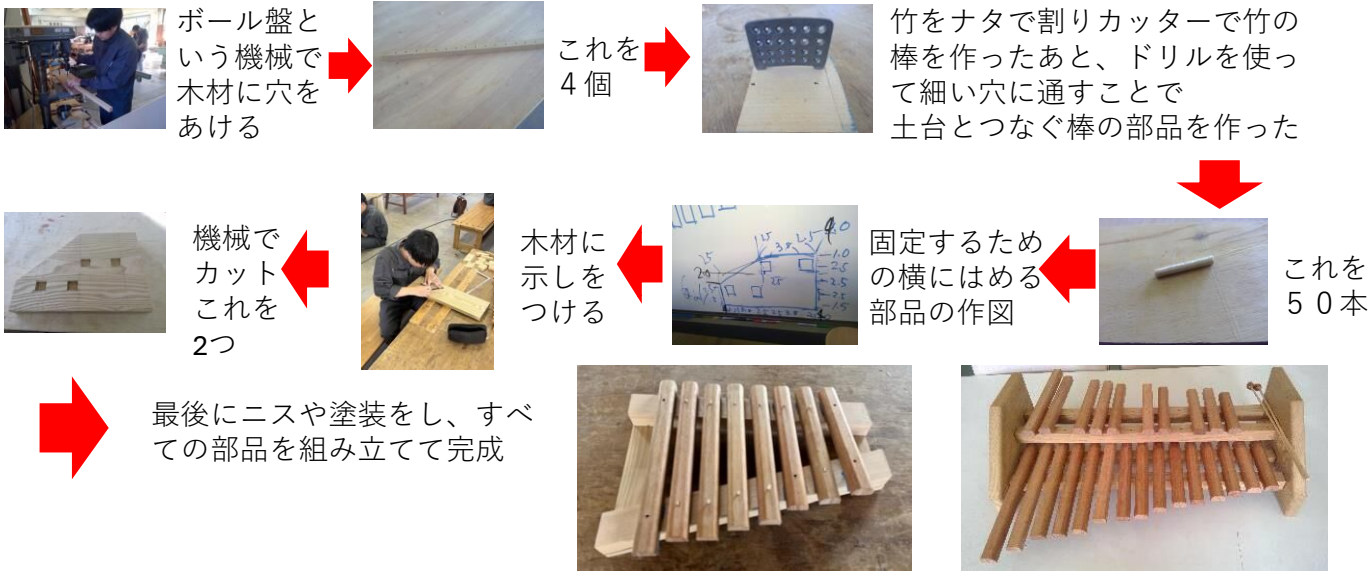 ボール盤と
いう機械で
木材に穴を
あける
これを
４個
竹をナタで割りカッターで竹の
棒を作ったあと、ドリルを使っ
て細い穴に通すことで
土台とつなぐ棒の部品を作った
これを
５０本
固定するため
の横にはめる
部品の作図
木材に
示しを
つける
機械で
カット
これを
2つ
最後にニスや塗装をし、すべ
ての部品を組み立てて完成